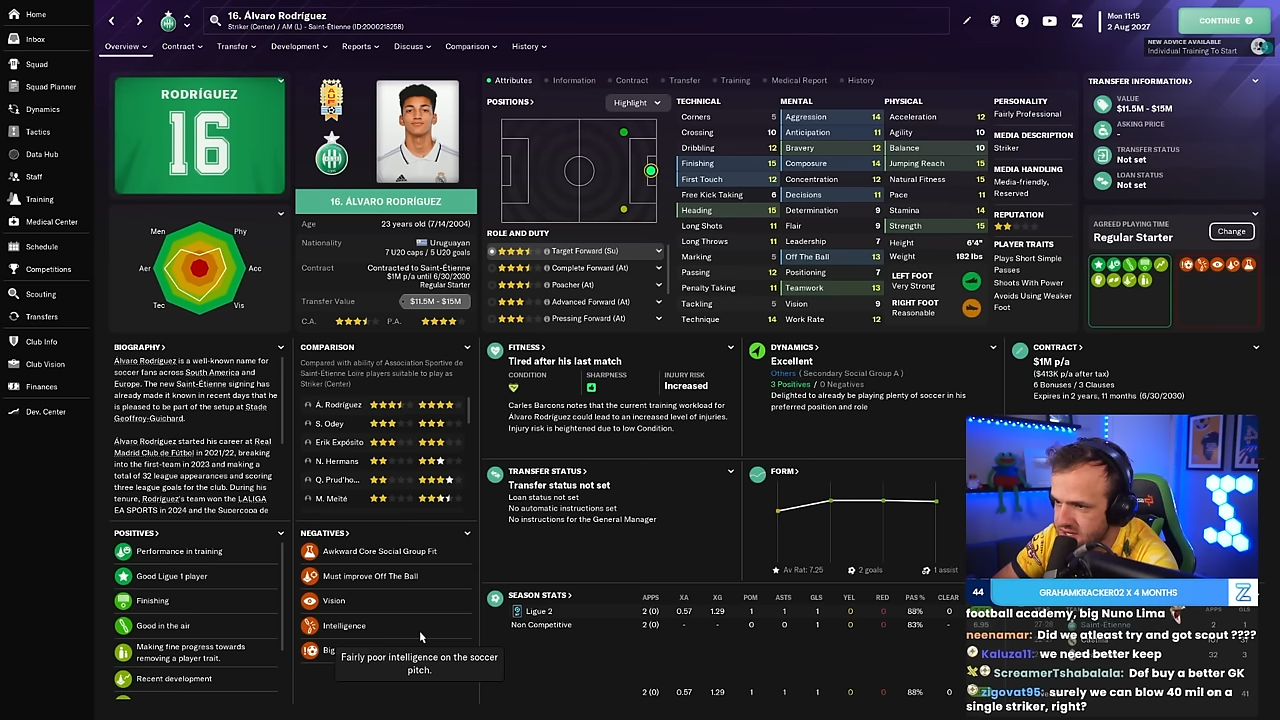 Home
Inbox
Squad
Squad Planner
Dynamics
Tactics
Data Hub
Staff
Training
Medical Center
Schedule
Competitions
Scouting
Transfers
Club Info
Club Vision
Finances
Dev. Center
16. Álvaro Rodríguez
Striker (Center) / AM (L) - Saint-Étienne (ID:2000218258)
Mon 11:15
2 Aug 2027
CONTINUE
NEW ADVICE AVAILABLE
Individual Training To Start
Overview
Contract
Transfer
Development
Reports
Discuss
Comparison
History
RODRÍGUEZ
16
Men
Phy
Aer
Acc
Tec
Vis
16. ÁLVARO RODRÍGUEZ
Age 23 years old (7/14/2004)
Nationality Uruguayan
7 U20 caps / 5 U20 goals
Contract Contracted to Saint-Étienne
$1M p/a until 6/30/2030
Regular Starter
Transfer Value $11.5M - $15M
C.A.
P.A.
Attributes
Information
Contract
Transfer
Training
Medical Report
History
POSITIONS
Highlight
ROLE AND DUTY
Target Forward (Su)
Complete Forward (At)
Poacher (At)
Advanced Forward (At)
Pressing Forward (At)
TECHNICAL
Corners 5
Crossing 10
Dribbling 12
Finishing 15
First Touch 12
Free Kick Taking 6
Heading 15
Long Shots 11
Long Throws 11
Marking 5
Passing 12
Penalty Taking 11
Tackling 5
Technique 14
MENTAL
Aggression 14
Anticipation 11
Bravery 12
Composure 14
Concentration 12
Decisions 11
Determination 9
Flair 9
Leadership 7
Off The Ball 13
Positioning 7
Teamwork 13
Vision 9
Work Rate 12
PHYSICAL
Acceleration 12
Agility 10
Balance 10
Jumping Reach 15
Natural Fitness 15
Pace 11
Stamina 14
Strength 15
Height 6'4"
Weight 182 lbs
LEFT FOOT
Very Strong
RIGHT FOOT
Reasonable
PERSONALITY
Fairly Professional
MEDIA DESCRIPTION
Striker
MEDIA HANDLING
Media-friendly,
Reserved
REPUTATION
PLAYER TRAITS
Plays Short Simple
Passes
Shoots With Power
Avoids Using Weaker
Foot
TRANSFER INFORMATION
VALUE
$11.5M - $15M
ASKING PRICE
-
TRANSFER STATUS
Not set
LOAN STATUS
Not set
AGREED PLAYING TIME
Regular Starter
Change
BIOGRAPHY
Álvaro Rodríguez is a well-known name for
soccer fans across South America and
Europe. The new Saint-Étienne signing has
already made it known in recent days that he
is pleased to be part of the setup at Stade
Geoffroy-Guichard.
Álvaro Rodríguez started his career at Real
Madrid Club de Fútbol in 2021/22, breaking
into the first-team in 2023 and making a
total of 32 league appearances and scoring
three league goals for the club. During his
tenure, Rodríguez's team won the LALIGA
EA SPORTS in 2024 and the Supercopa de
COMPARISON
Compared with ability of Association Sportive de
Saint-Étienne Loire players suitable to play as
Striker (Center)
Á. Rodríguez
S. Odey
Erik Expósito
N. Hermans
Q. Prud'ho...
M. Meïté
POSITIVES
Performance in training
Good Ligue 1 player
Finishing
Good in the air
Making fine progress towards
removing a player trait.
Recent development
NEGATIVES
Awkward Core Social Group Fit
Must improve Off The Ball
Vision
Intelligence
Big
Fairly poor intelligence on the soccer
pitch.
FITNESS
Tired after his last match
CONDITION
SHARPNESS
INJURY RISK
Increased
Carles Barcons notes that the current training workload for
Álvaro Rodríguez could lead to an increased level of injuries.
Injury risk is heightened due to low Condition.
DYNAMICS
Excellent
Others ( Secondary Social Group A )
3 Positives / 0 Negatives
Delighted to already be playing plenty of soccer in his
preferred position and role
CONTRACT
$1M p/a
($413K p/a after tax)
6 Bonuses / 3 Clauses
Expires in 2 years, 11 months (6/30/2030)
TRANSFER STATUS
Transfer status not set
Loan status not set
No automatic instructions set
No instructions for the General Manager
FORM
Av Rat: 7.25
2 goals
1 assist
SEASON STATS
APPS XA XG POM ASTS GLS YEL RED PAS % CLEAR
Ligue 2 2 (0) 0.57 1.29 1 1 1 0 0 88% -
Non Competitive 2 (0) - - 0 0 1 0 0 83%
2 (0) 0.57 1.29 1 1 1 0 0 88% -
44
GRAHAMKRACKER02 X 4 MONTHS
football academy, big Nuno Lima
neenamar: Did we atleast try and got scout ????
Kaluza11: we need better keep
ScreamerTshabalala: Def buy a better GK
zigovat95: surely we can blow 40 mil on a
single striker, right?